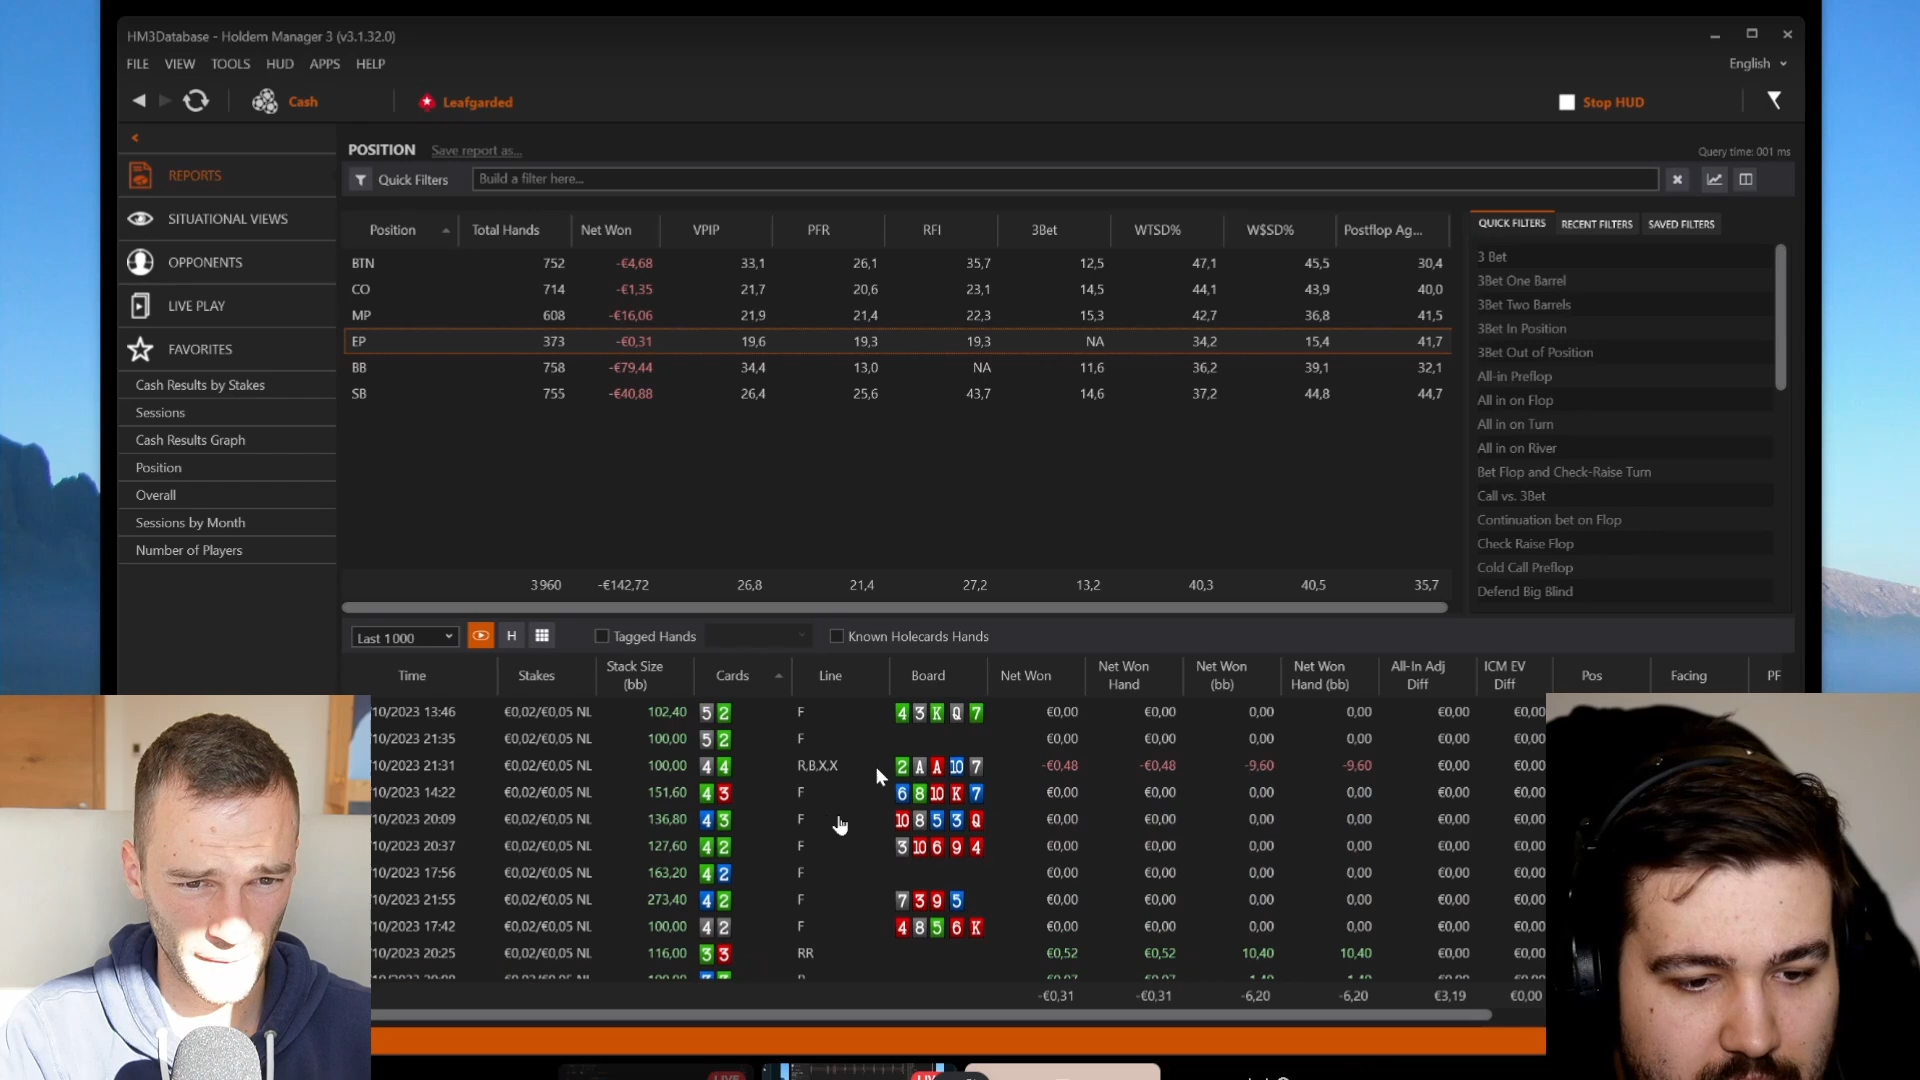 HM3Database - Holdem Manager 3 (v3.1.32.0)
FILE VIEW TOOLS HUD APPS HELP
English
Cash
Leafgarded
Stop HUD
REPORTS
SITUATIONAL VIEWS
OPPONENTS
LIVE PLAY
FAVORITES
Cash Results by Stakes
Sessions
Cash Results Graph
Position
Overall
Sessions by Month
Number of Players
POSITION Save report as...
Query time: 001 ms
Quick Filters Build a filter here...
Position Total Hands Net Won VPIP PFR RFI 3Bet WTSD% W$SD% Postflop Ag...
BTN 752 -€4,68 33,1 26,1 35,7 12,5 47,1 45,5 30,4
CO 714 -€1,35 21,7 20,6 23,1 14,5 44,1 43,9 40,0
MP 608 -€16,06 21,9 21,4 22,3 15,3 42,7 36,8 41,5
EP 373 -€0,31 19,6 19,3 19,3 NA 34,2 15,4 41,7
BB 758 -€79,44 34,4 13,0 NA 11,6 36,2 39,1 32,1
SB 755 -€40,88 26,4 25,6 43,7 14,6 37,2 44,8 44,7
3 960 -€142,72 26,8 21,4 27,2 13,2 40,3 40,5 35,7
QUICK FILTERS RECENT FILTERS SAVED FILTERS
3 Bet
3Bet One Barrel
3Bet Two Barrels
3Bet In Position
3Bet Out of Position
All-in Preflop
All in on Flop
All in on Turn
All in on River
Bet Flop and Check-Raise Turn
Call vs. 3Bet
Continuation bet on Flop
Check Raise Flop
Cold Call Preflop
Defend Big Blind
Last 1 000 H Tagged Hands Known Holecards Hands
Time Stakes Stack Size (bb) Cards Line Board Net Won Net Won Hand Net Won (bb) Net Won Hand (bb) All-In Adj Diff ICM EV Diff Pos Facing PF
10/2023 13:46 €0,02/€0,05 NL 102,40 5 2 F 4 3 K Q 7 €0,00 €0,00 0,00 0,00 €0,00 €0,00
10/2023 21:35 €0,02/€0,05 NL 100,00 5 2 F €0,00 €0,00 0,00 0,00 €0,00 €0,00
10/2023 21:31 €0,02/€0,05 NL 100,00 4 4 R,B,X,X 2 A A 10 7 -€0,48 -€0,48 -9,60 -9,60 €0,00 €0,00
10/2023 14:22 €0,02/€0,05 NL 151,60 4 3 F 6 8 10 K 7 €0,00 €0,00 0,00 0,00 €0,00 €0,00
10/2023 20:09 €0,02/€0,05 NL 136,80 4 3 F 10 8 5 3 Q €0,00 €0,00 0,00 0,00 €0,00 €0,00
10/2023 20:37 €0,02/€0,05 NL 127,60 4 2 F 3 10 6 9 4 €0,00 €0,00 0,00 0,00 €0,00 €0,00
10/2023 17:56 €0,02/€0,05 NL 163,20 4 2 F €0,00 €0,00 0,00 0,00 €0,00 €0,00
10/2023 21:55 €0,02/€0,05 NL 273,40 4 2 F 7 3 9 5 €0,00 €0,00 0,00 0,00 €0,00 €0,00
10/2023 17:42 €0,02/€0,05 NL 100,00 4 2 F 4 8 5 6 K €0,00 €0,00 0,00 0,00 €0,00 €0,00
10/2023 20:25 €0,02/€0,05 NL 116,00 3 3 RR €0,52 €0,52 10,40 10,40 €0,00 €0,00
-€0,31 -€0,31 -6,20 -6,20 €3,19 €0,00